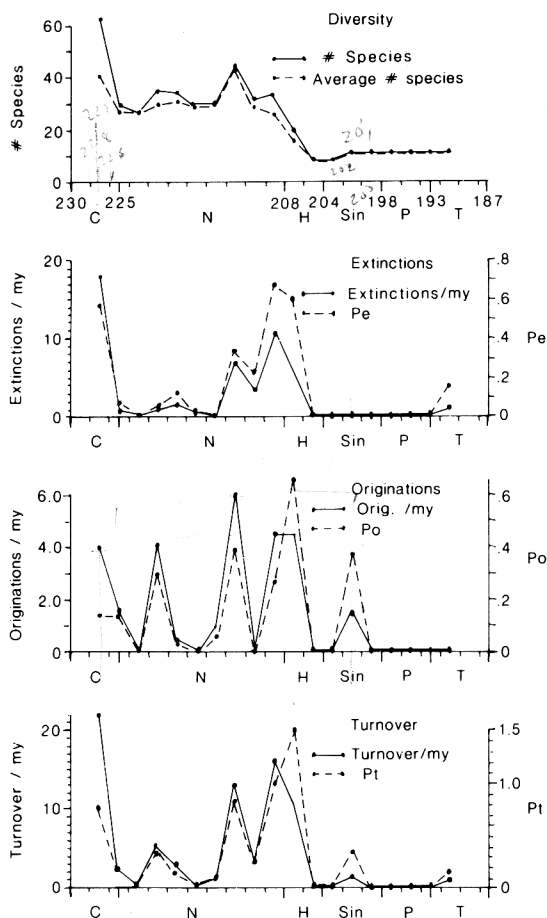 Diversity
# Species
Average # species
# Species
60
40
20
0
230 225 208 204 198 193 187
C N H Sin P T
201
202
Extinctions
Extinctions/my
Pe
Extinctions / my
20
10
0
.8
.6
.4
.2
0
Pe
C N H Sin P T
Originations
Orig. /my
Po
Originations / my
6.0
4.0
2.0
0
.6
.4
.2
0
Po
C N H Sin P T
Turnover
Turnover/my
Pt
Turnover / my
20
10
0
1.5
1.0
0
Pt
C N H Sin P T